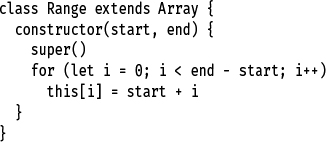 class Range extends Array {
  constructor(start, end) {
    super()
    for (let i = 0; i < end - start; i++)
      this[i] = start + i
  }
}